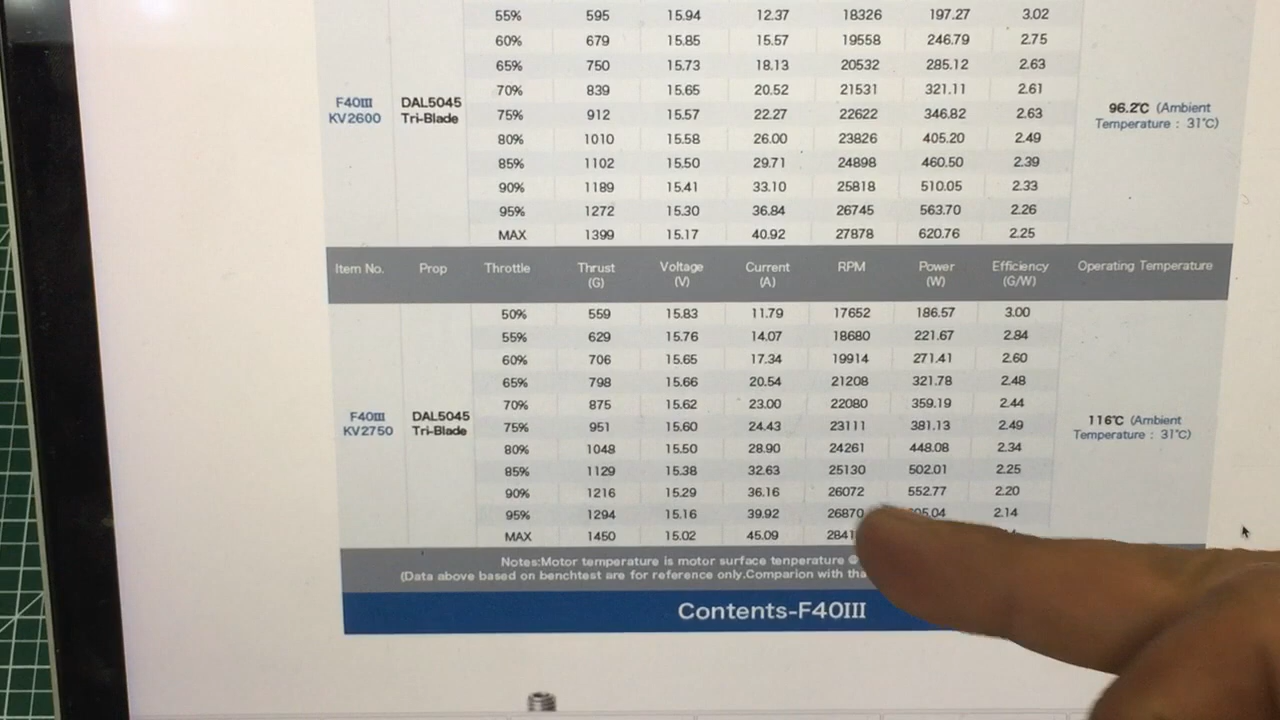 55% 595 15.94 12.37 18326 197.27 3.02
60% 679 15.85 15.57 19558 246.79 2.75
65% 750 15.73 18.13 20532 285.12 2.63
70% 839 15.65 20.52 21531 321.11 2.61
F40III KV2600 DAL5045 Tri-Blade 75% 912 15.57 22.27 22622 346.82 2.63 96.2℃ (Ambient Temperature : 31℃)
80% 1010 15.58 26.00 23826 405.20 2.49
85% 1102 15.50 29.71 24898 460.50 2.39
90% 1189 15.41 33.10 25818 510.05 2.33
95% 1272 15.30 36.84 26745 563.70 2.26
MAX 1399 15.17 40.92 27878 620.76 2.25
Item No. Prop Throttle Thrust (G) Voltage (V) Current (A) RPM Power (W) Efficiency (G/W) Operating Temperature
50% 559 15.83 11.79 17652 186.57 3.00
55% 629 15.76 14.07 18680 221.67 2.84
60% 706 15.65 17.34 19914 271.41 2.60
65% 798 15.66 20.54 21208 321.78 2.48
70% 875 15.62 23.00 22080 359.19 2.44
F40III KV2750 DAL5045 Tri-Blade 75% 951 15.60 24.43 23111 381.13 2.49 116℃ (Ambient Temperature : 31℃)
80% 1048 15.50 28.90 24261 448.08 2.34
85% 1129 15.38 32.63 25130 502.01 2.25
90% 1216 15.29 36.16 26072 552.77 2.20
95% 1294 15.16 39.92 26870 2.14
MAX 1450 15.02 45.09
Notes:Motor temperature is motor surface tenperature
(Data above based on benchtest are for reference only.Comparion with
Contents-F40III